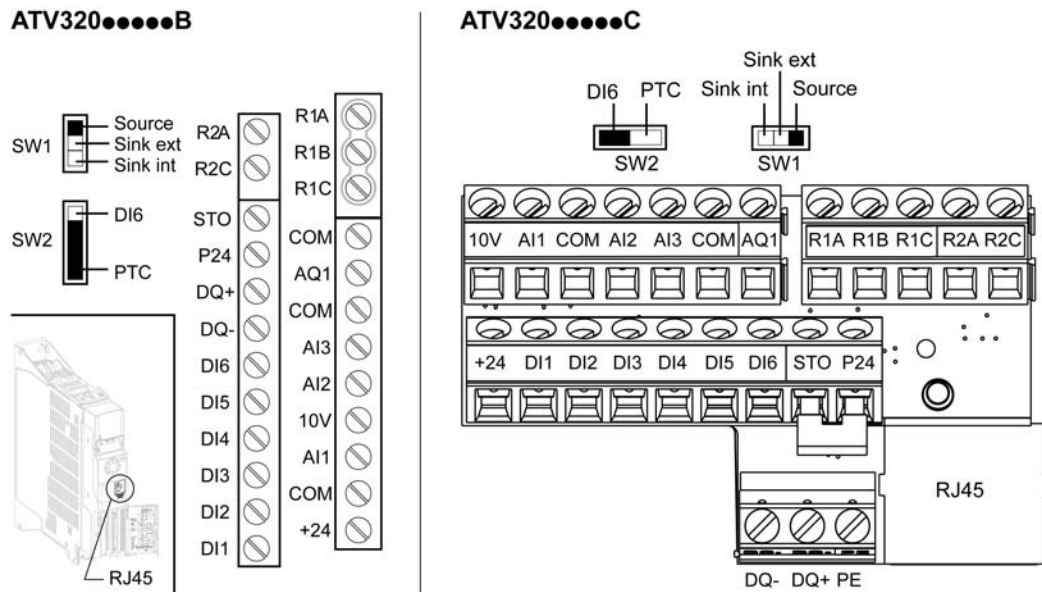 ATV320●●●●●B
SW1
Source
Sink ext
Sink int
SW2
DI6
PTC
RJ45
R2A
R2C
STO
P24
DQ+
DQ-
DI6
DI5
DI4
DI3
DI2
DI1
R1A
R1B
R1C
COM
AQ1
COM
AI3
AI2
10V
AI1
COM
+24
ATV320●●●●●C
DI6 PTC
SW2
Sink ext
Sink int Source
SW1
10V AI1 COM AI2 AI3 COM AQ1
R1A R1B R1C R2A R2C
+24 DI1 DI2 DI3 DI4 DI5 DI6 STO P24
RJ45
DQ- DQ+ PE